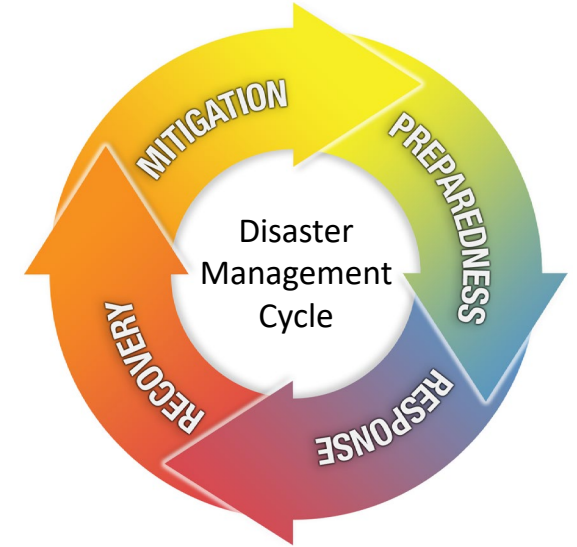 MITIGATION
PREPAREDNESS
Disaster
Management
Cycle
RESPONSE
RECOVERY